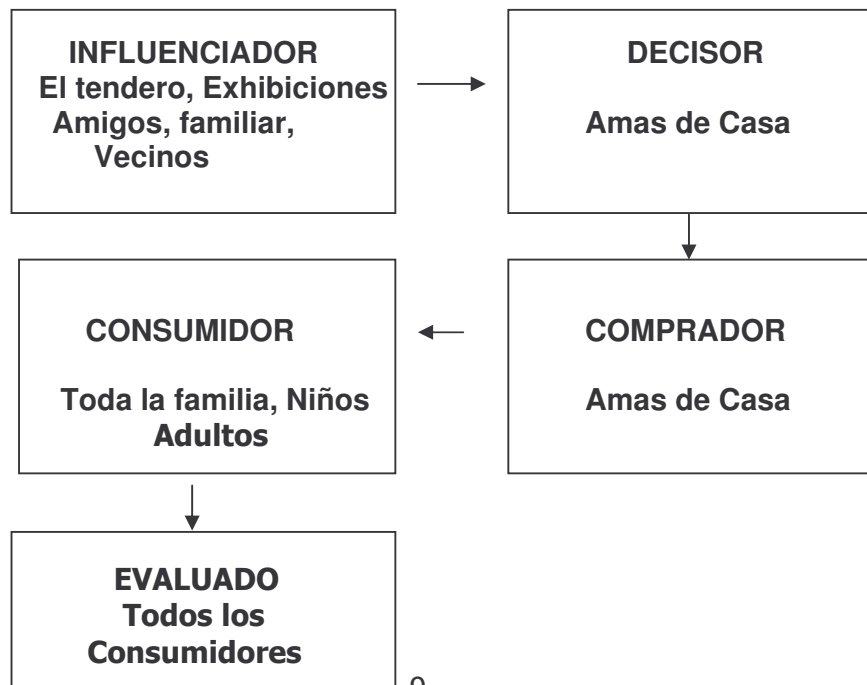 INFLUENCIADOR
El tendero, Exhibiciones
Amigos, familiar,
Vecinos
DECISOR
Amas de Casa
COMPRADOR
Amas de Casa
CONSUMIDOR
Toda la familia, Niños
Adultos
EVALUADO
Todos los
Consumidores